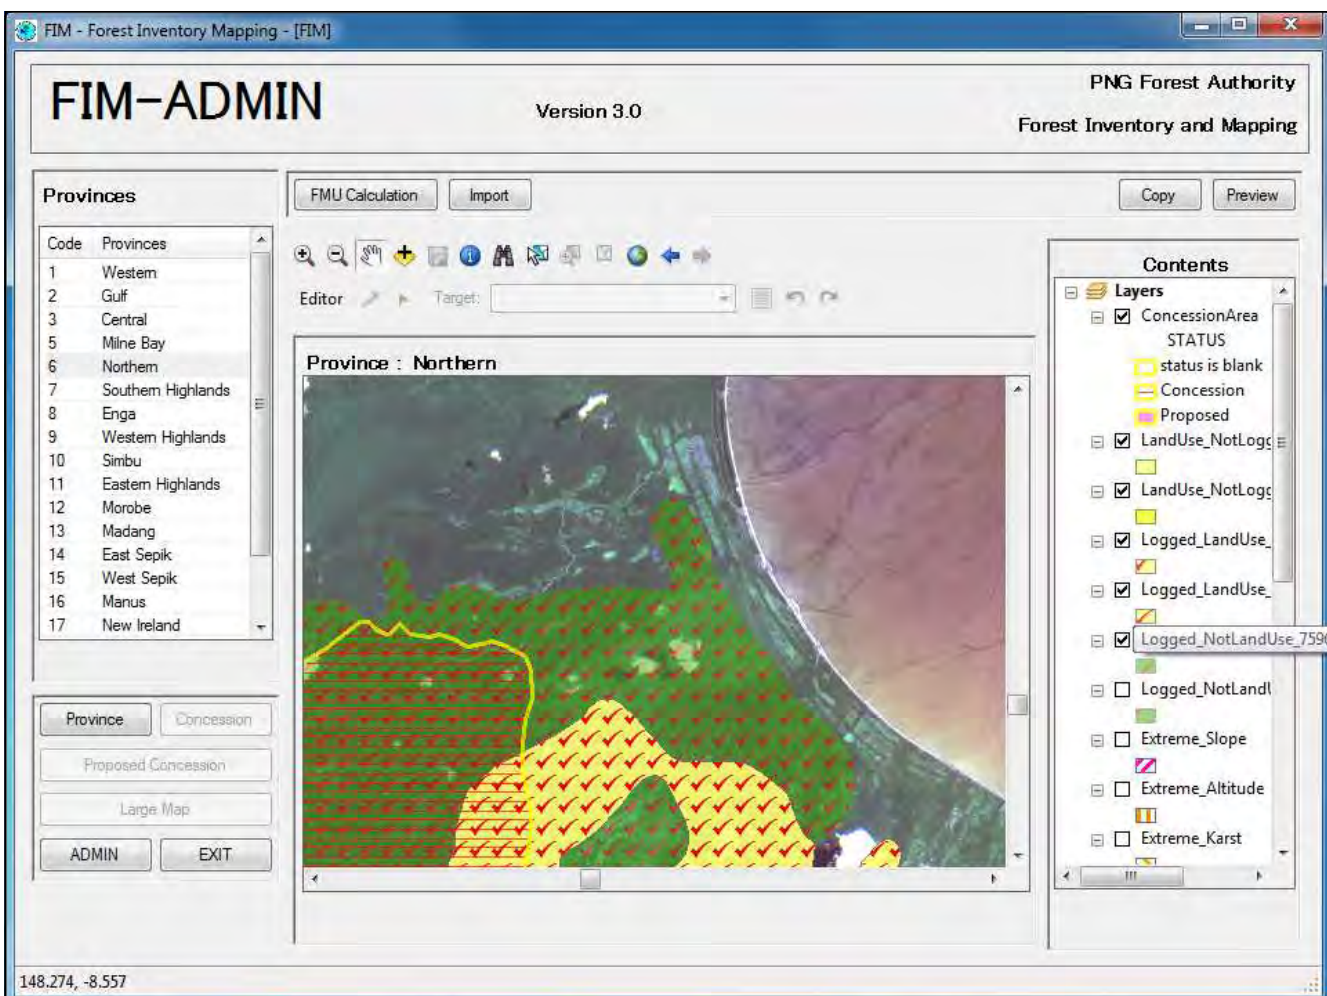 FIM - Forest Inventory Mapping - [FIM]
FIM-ADMIN
Version 3.0
PNG Forest Authority
Forest Inventory and Mapping
Provinces
Code Provinces
1 Western
2 Gulf
3 Central
5 Milne Bay
6 Northern
7 Southern Highlands
8 Enga
9 Western Highlands
10 Simbu
11 Eastern Highlands
12 Morobe
13 Madang
14 East Sepik
15 West Sepik
16 Manus
17 New Ireland
Province Concession
Proposed Concession
Large Map
ADMIN EXIT
FMU Calculation Import Copy Preview
Editor Target:
Province : Northern
Contents
Layers
ConcessionArea
STATUS
status is blank
Concession
Proposed
LandUse_NotLogg
LandUse_NotLogg
Logged_LandUse_
Logged_LandUse_
Logged_NotLandUse_759
Logged_NotLandU
Extreme_Slope
Extreme_Altitude
Extreme_Karst
148.274, -8.557